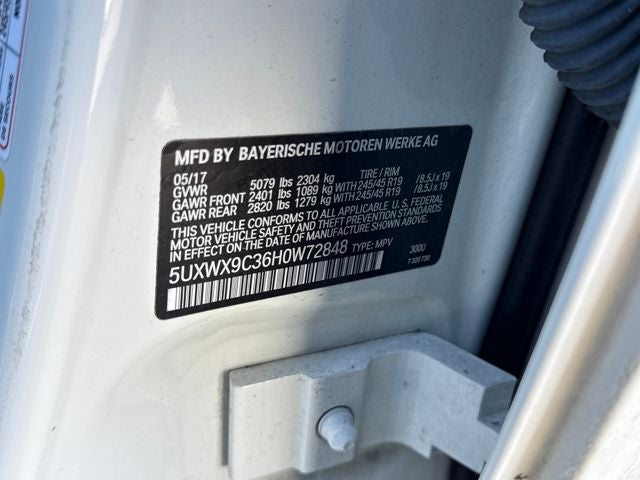 MFD BY BAYERISCHE MOTOREN WERKE AG
05/17 TIRE / RIM
GVWR 5079 lbs 2304 kg
GAWR FRONT 2401 lbs 1089 kg WITH 245/45 R19 / 8.5J x 19
GAWR REAR 2820 lbs 1279 kg WITH 245/45 R19 / 8.5J x 19
THIS VEHICLE CONFORMS TO ALL APPLICABLE U.S. FEDERAL
MOTOR VEHICLE SAFETY AND THEFT PREVENTION STANDARDS
IN EFFECT ON THE DATE OF MANUFACTURE SHOWN ABOVE.
5UXWX9C36H0W72848 TYPE: MPV 300U
T320 730